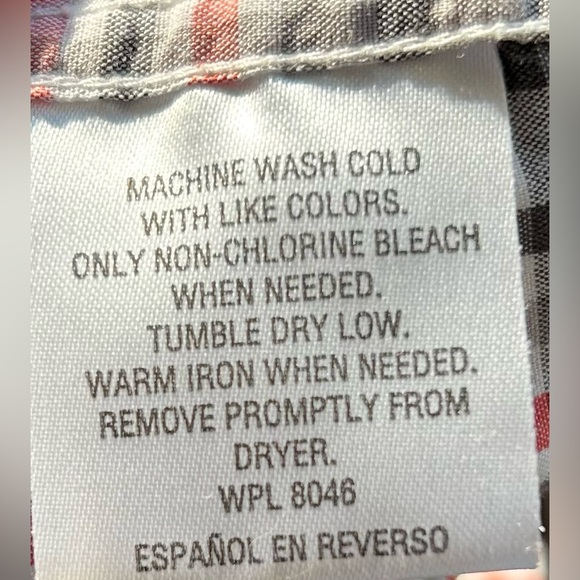 MACHINE WASH COLD
WITH LIKE COLORS.
ONLY NON-CHLORINE BLEACH
WHEN NEEDED.
TUMBLE DRY LOW.
WARM IRON WHEN NEEDED.
REMOVE PROMPTLY FROM
DRYER.
WPL 8046
ESPAÑOL EN REVERSO